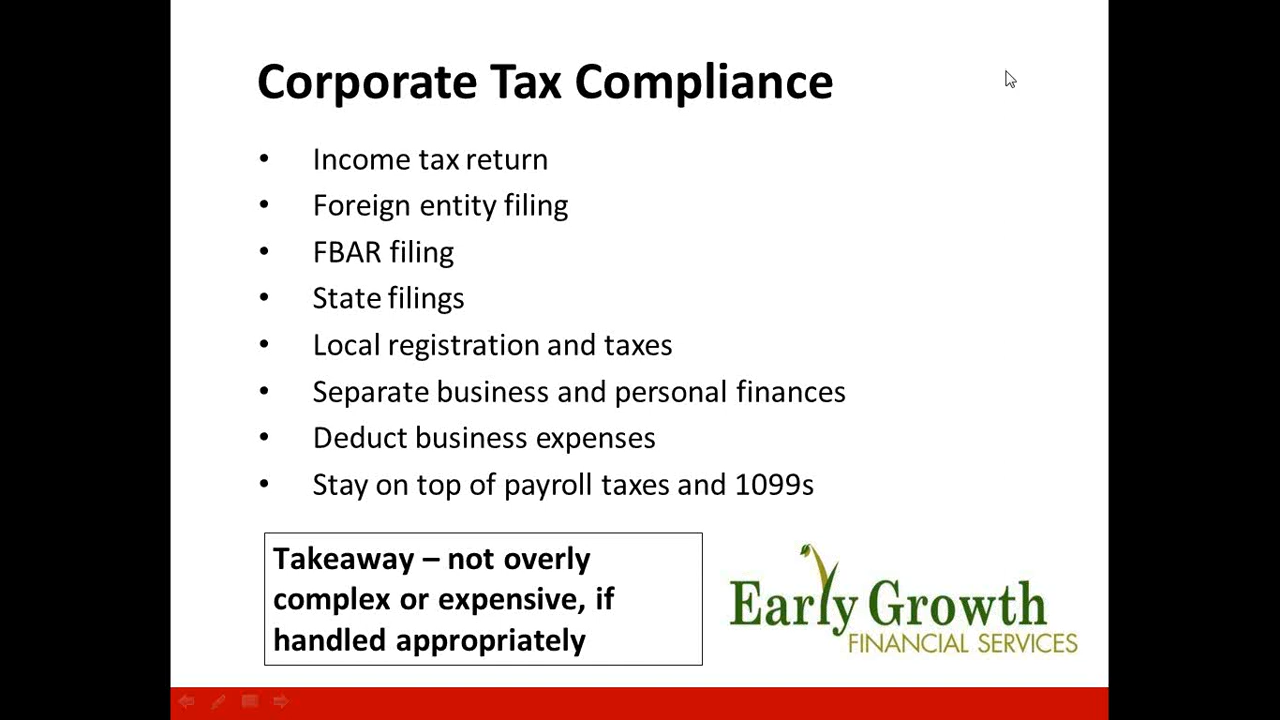 Corporate Tax Compliance
• Income tax return
• Foreign entity filing
• FBAR filing
• State filings
• Local registration and taxes
• Separate business and personal finances
• Deduct business expenses
• Stay on top of payroll taxes and 1099s
Takeaway – not overly
complex or expensive, if
handled appropriately
Early Growth
FINANCIAL SERVICES